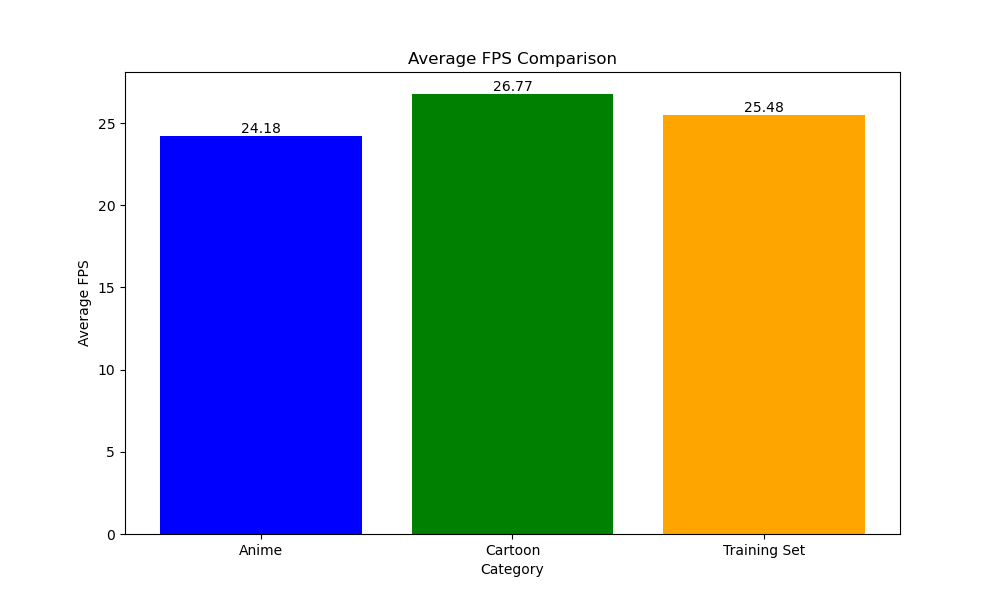 Average FPS Comparison
26.77
25.48
24.18
25
20
15
10
5
0
Average FPS
Anime
Cartoon
Training Set
Category